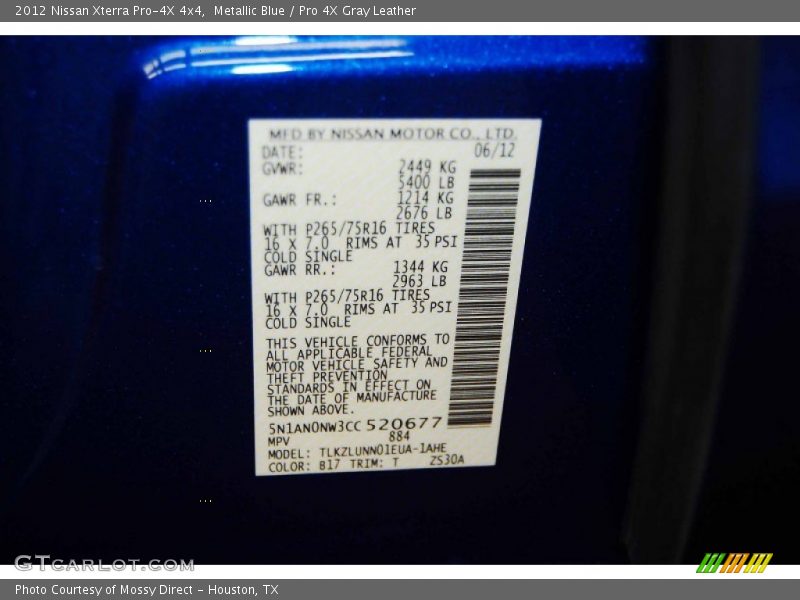 2012 Nissan Xterra Pro-4X 4x4,  Metallic Blue / Pro 4X Gray Leather
MFD BY NISSAN MOTOR CO., LTD.
DATE: 06/12
GVWR: 2449 KG
5400 LB
GAWR FR.: 1214 KG
2676 LB
WITH P265/75R16 TIRES
16 X 7.0 RIMS AT 35 PSI
COLD SINGLE
GAWR RR.: 1344 KG
2963 LB
WITH P265/75R16 TIRES
16 X 7.0 RIMS AT 35 PSI
COLD SINGLE
THIS VEHICLE CONFORMS TO
ALL APPLICABLE FEDERAL
MOTOR VEHICLE SAFETY AND
THEFT PREVENTION
STANDARDS IN EFFECT ON
THE DATE OF MANUFACTURE
SHOWN ABOVE.
5N1AN0NW3CC520677
MPV 884
MODEL: TLKZLUNN01EUA-1AHE
COLOR: B17 TRIM: T ZS30A
GTCARLOT.COM
Photo Courtesy of Mossy Direct - Houston, TX